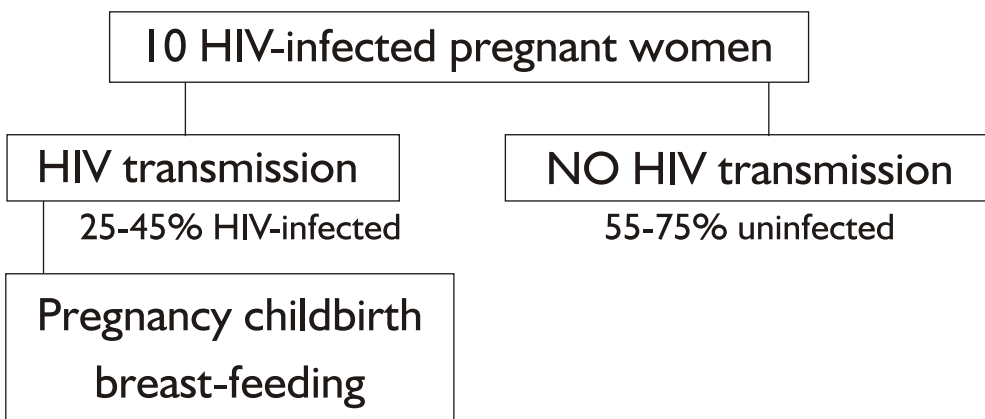 10 HIV-infected pregnant women
HIV transmission
NO HIV transmission
25-45% HIV-infected
55-75% uninfected
Pregnancy childbirth
breast-feeding